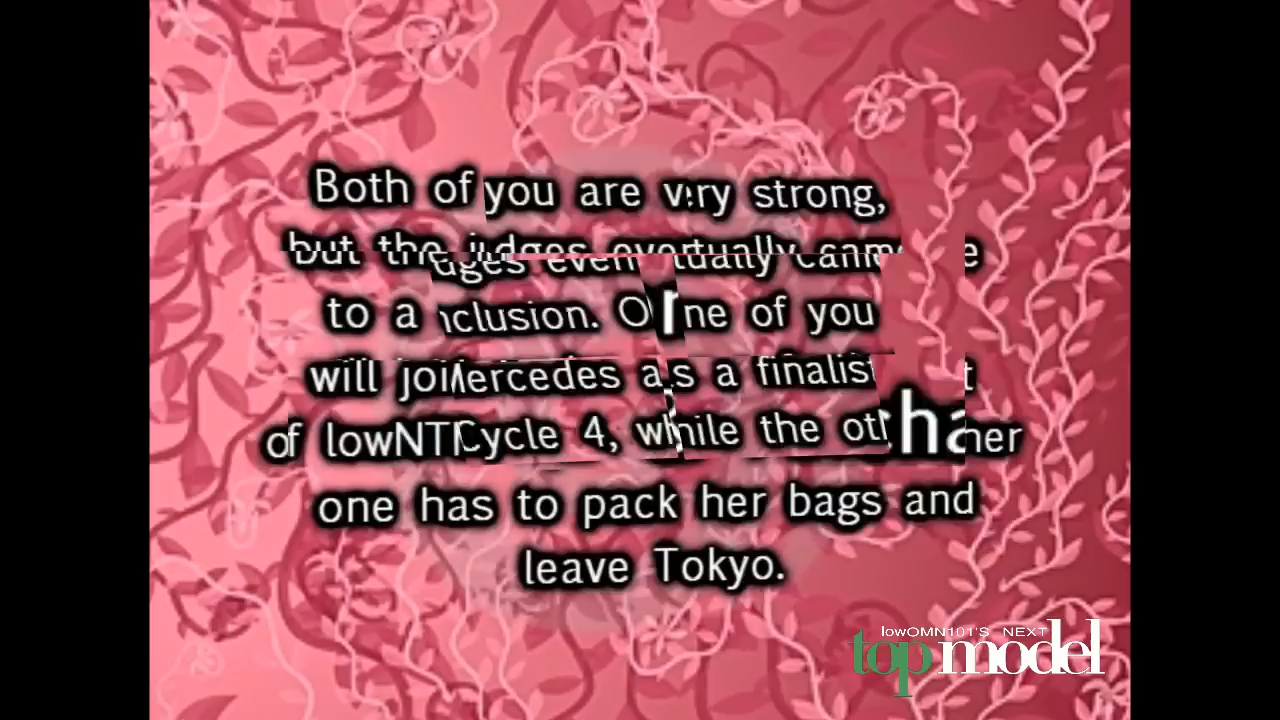 Both of you are very strong,
but the judges eventually came
to a conclusion. One of you
will join Mercedes as a finalist
of lowNTM Cycle 4, while the other
one has to pack her bags and
leave Tokyo.
lowOMN101'S NEXT
top model